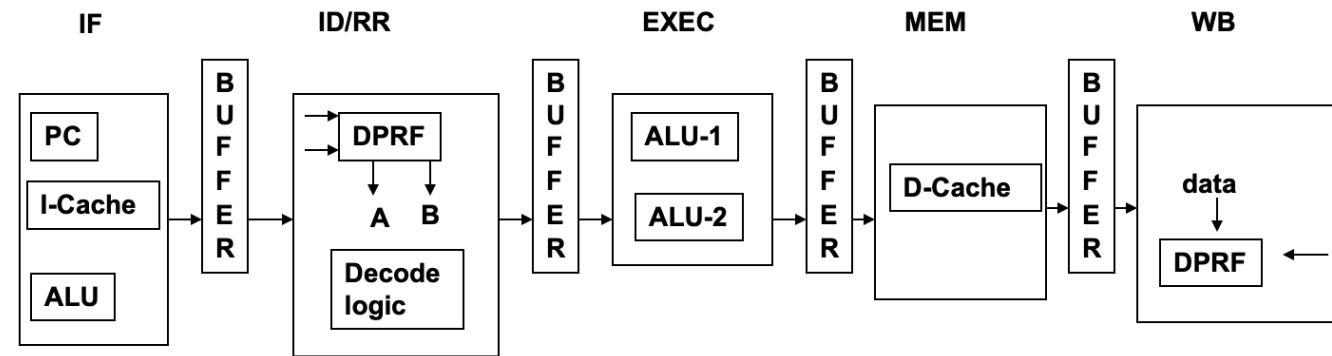 IF
ID/RR
EXEC
MEM
WB
PC
I-Cache
ALU
BUFFER
DPRF
A B
Decode
logic
BUFFER
ALU-1
ALU-2
BUFFER
D-Cache
BUFFER
data
DPRF